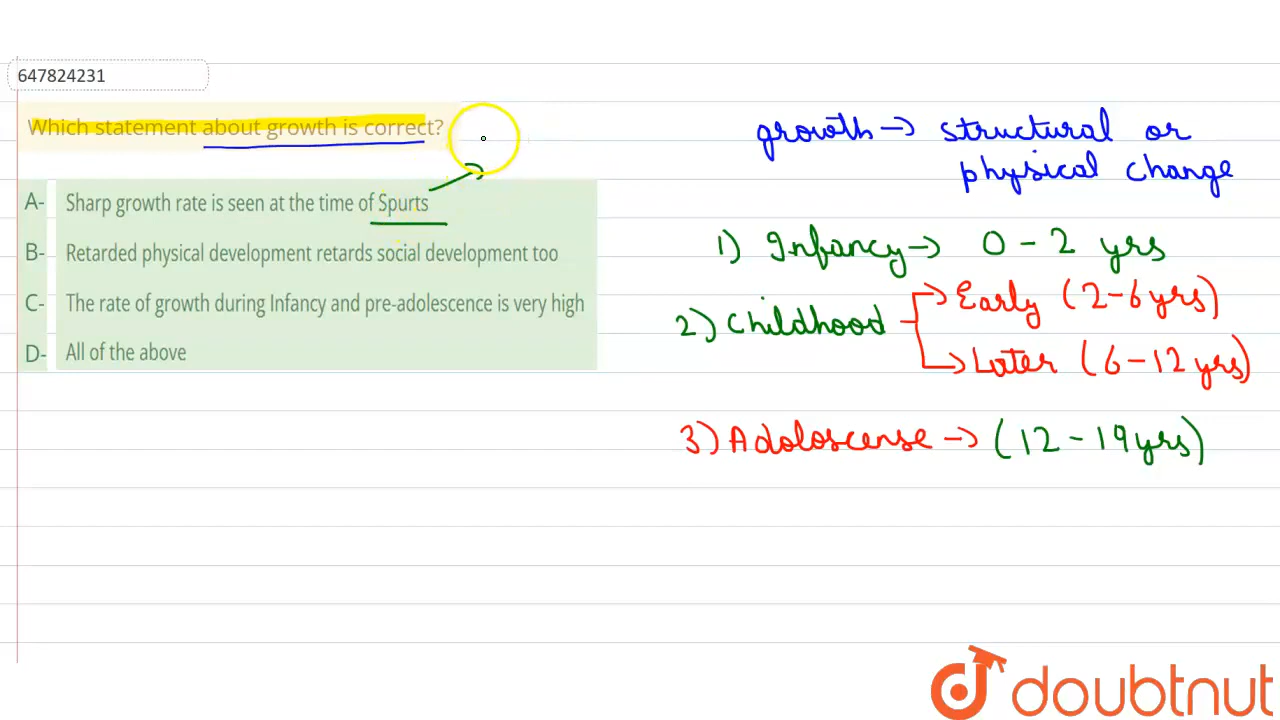 647824231
Which statement about growth is correct?
A- Sharp growth rate is seen at the time of Spurts
B- Retarded physical development retards social development too
C- The rate of growth during Infancy and pre-adolescence is very high
D- All of the above
growth → structural or
physical change
1) Infancy → 0 - 2 yrs
2) Childhood → Early (2-6 yrs)
→ Later (6-12 yrs)
3) Adoloscense → (12 - 19 yrs)
doubtnut